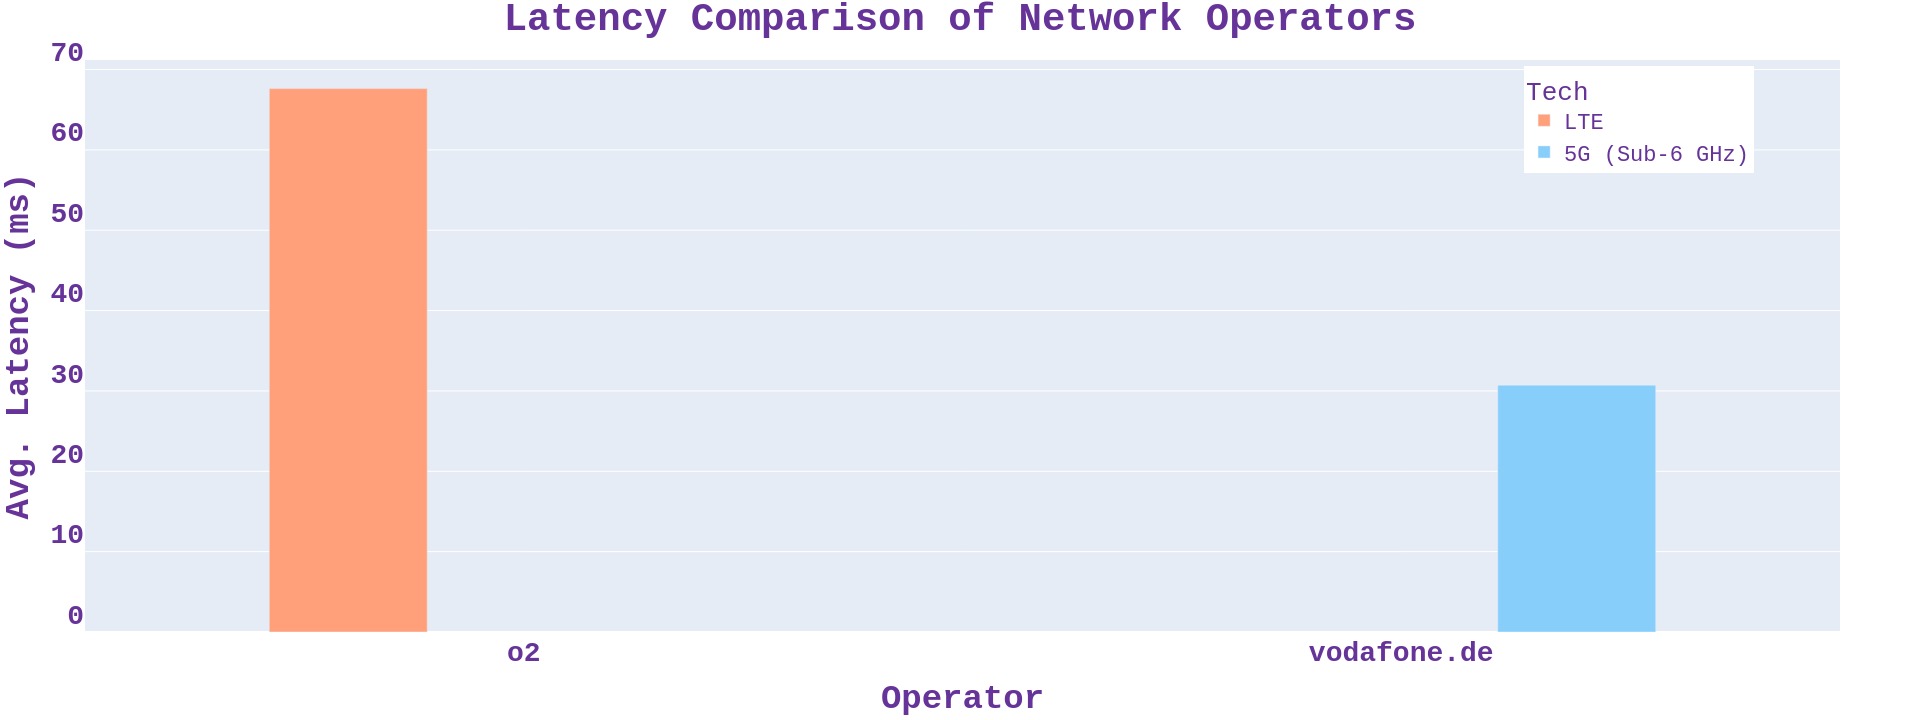 Latency Comparison of Network Operators
70
60
50
40
30
20
10
0
Avg. Latency (ms)
Tech
LTE
5G (Sub-6 GHz)
o2
vodafone.de
Operator